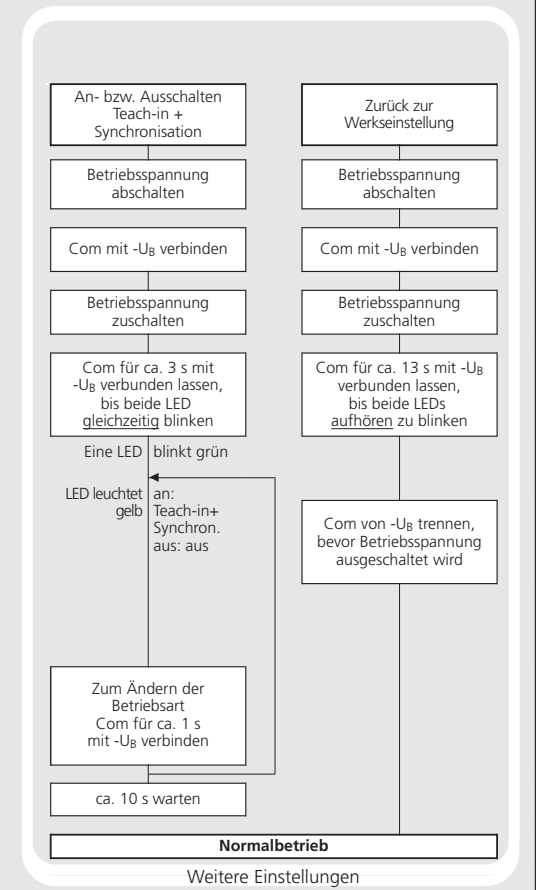 An- bzw. Ausschalten
Teach-in +
Synchronisation
Betriebsspannung
abschalten
Com mit -UB verbinden
Betriebsspannung
zuschalten
Com für ca. 3 s mit
-UB verbunden lassen,
bis beide LED
gleichzeitig blinken
Eine LED blinkt grün
LED leuchtet
gelb
an:
Teach-in+
Synchron.
aus: aus
Zum Ändern der
Betriebsart
Com für ca. 1 s
mit -UB verbinden
ca. 10 s warten
Zurück zur
Werkseinstellung
Betriebsspannung
abschalten
Com mit -UB verbinden
Betriebsspannung
zuschalten
Com für ca. 13 s mit -UB
verbunden lassen,
bis beide LEDs
aufhören zu blinken
Com von -UB trennen,
bevor Betriebsspannung
ausgeschaltet wird
Normalbetrieb
Weitere Einstellungen